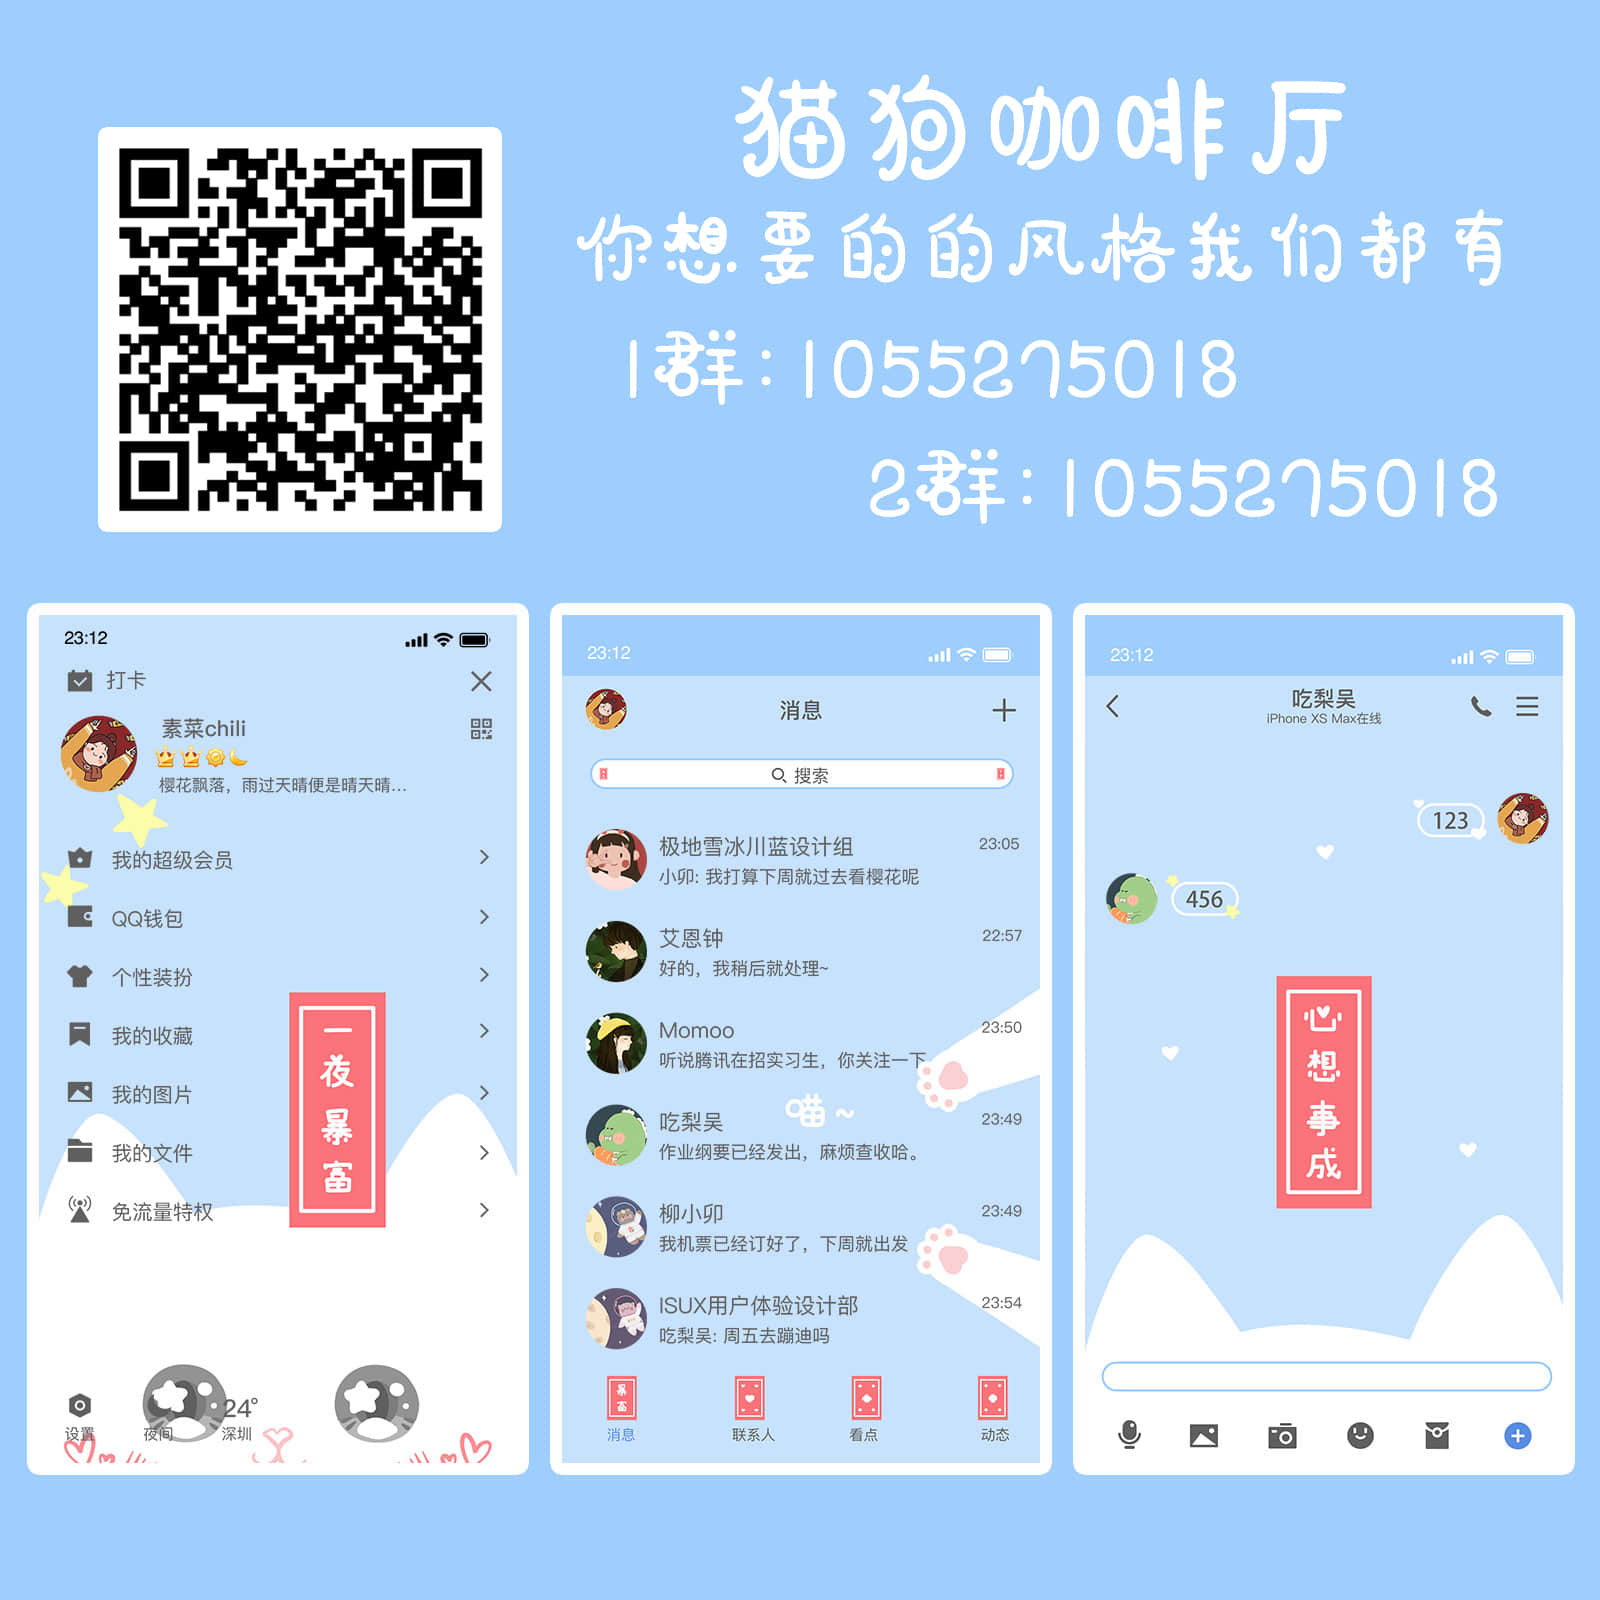 猫狗咖啡厅
你想要的的风格我们都有
1群:1055275018
2群:1055275018
23:12
打卡
素菜chili
樱花飘落，雨过天晴便是晴天晴...
我的超级会员
QQ钱包
个性装扮
我的收藏
我的图片
我的文件
免流量特权
一夜暴富
24°
设置
夜间
深圳
23:12
消息
搜索
极地雪冰川蓝设计组
23:05
小卯: 我打算下周就过去看樱花呢
艾恩钟
22:57
好的，我稍后就处理~
Momoo
23:50
听说腾讯在招实习生，你关注一下
喵~
吃梨吴
23:49
作业纲要已经发出，麻烦查收哈。
柳小卯
23:49
我机票已经订好了，下周就出发
ISUX用户体验设计部
23:54
吃梨吴: 周五去蹦迪吗
暴富
消息
联系人
看点
动态
23:12
吃梨吴
iPhone XS Max在线
123
456
心想事成